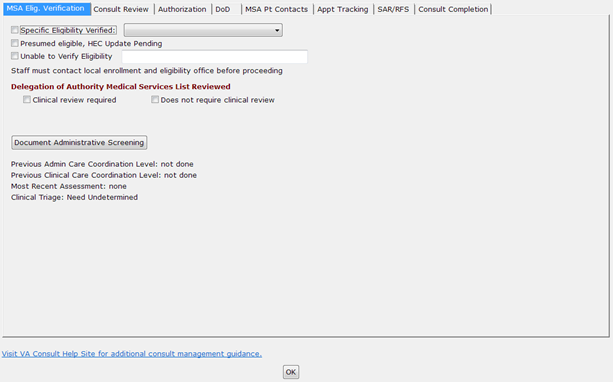 MSA Elig. Verification Consult Review Authorization DoD MSA Pt Contacts Appt Tracking SAR/RFS Consult Completion
Specific Eligibility Verified:
Presumed eligible, HEC Update Pending
Unable to Verify Eligibility
Staff must contact local enrollment and eligibility office before proceeding
Delegation of Authority Medical Services List Reviewed
Clinical review required Does not require clinical review
Document Administrative Screening
Previous Admin Care Coordination Level: not done
Previous Clinical Care Coordination Level: not done
Most Recent Assessment: none
Clinical Triage: Need Undetermined
Visit VA Consult Help Site for additional consult management guidance.
OK